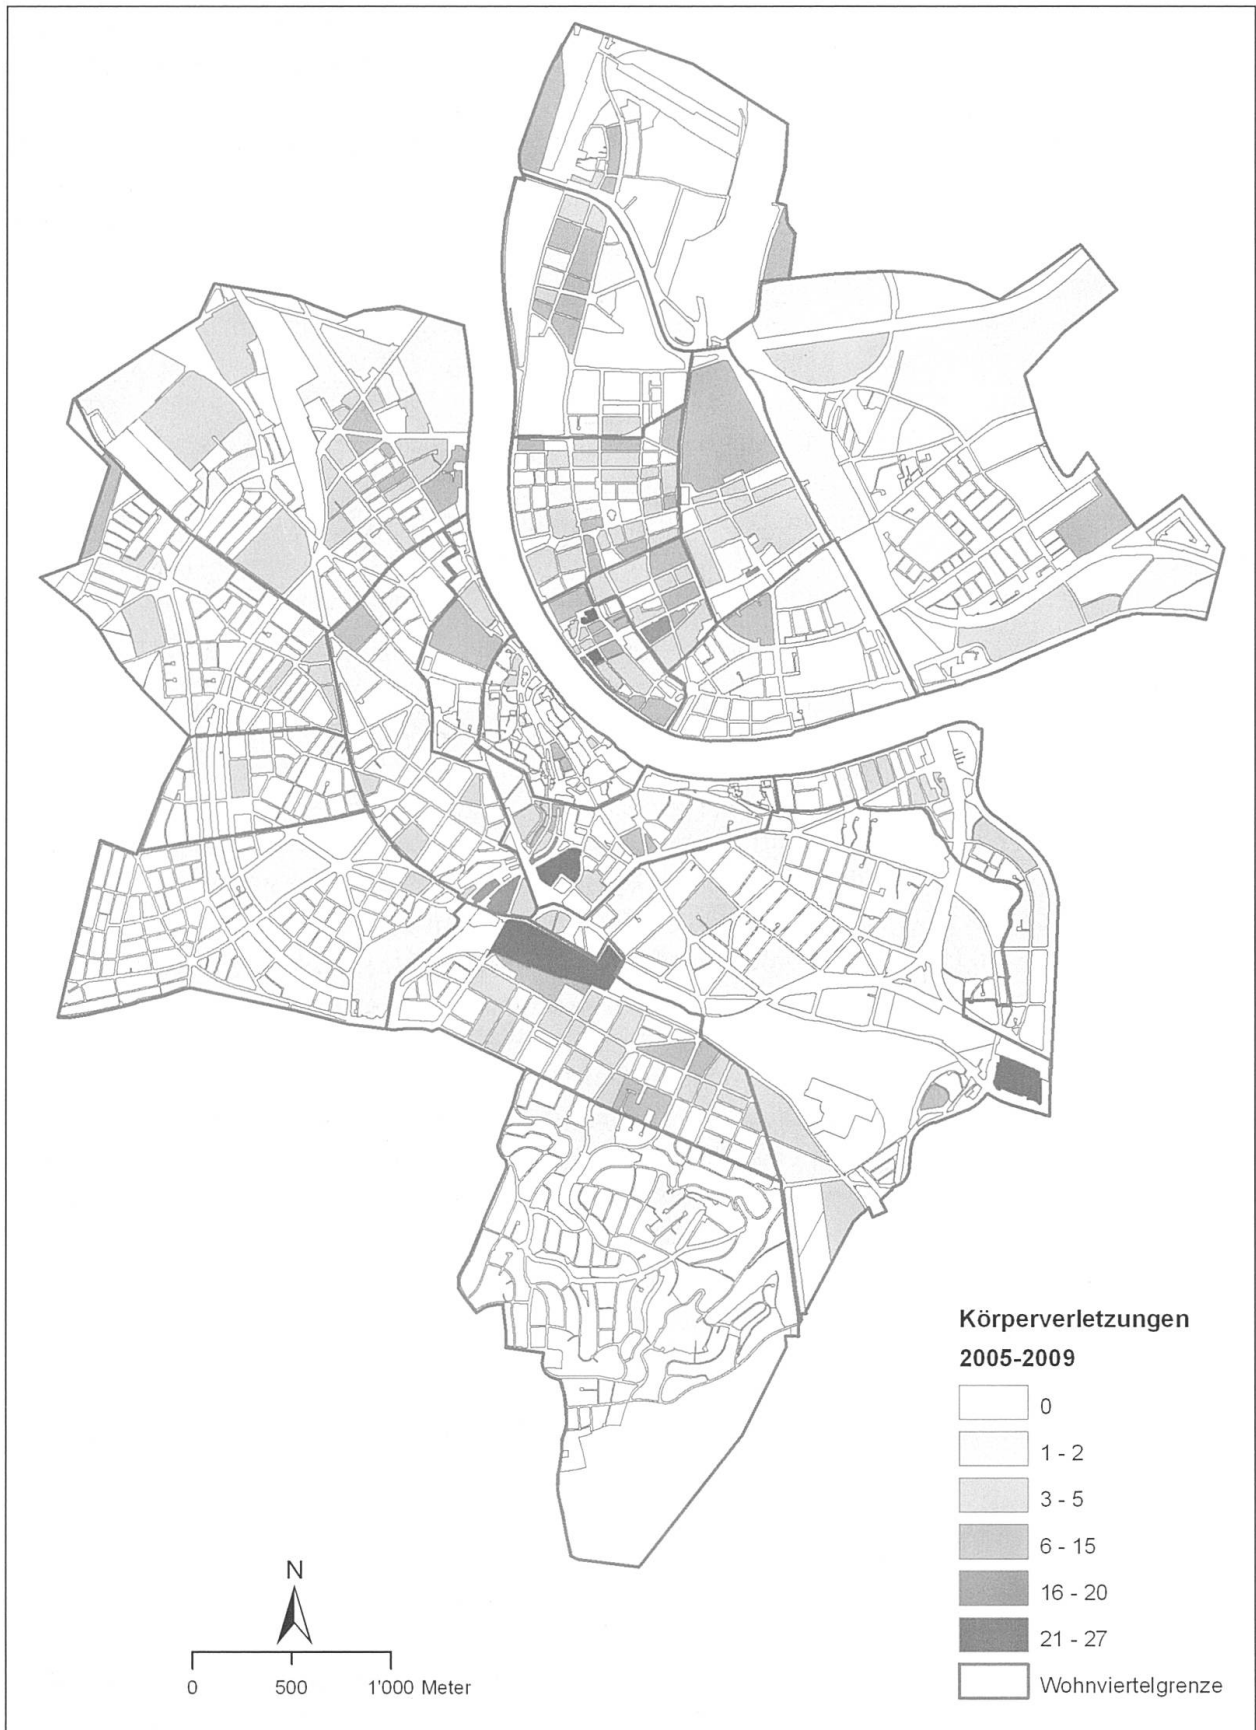 Körperverletzungen
2005-2009
0
1 - 2
3 - 5
6 - 15
16 - 20
21 - 27
Wohnviertelgrenze
N
0 500 1'000 Meter